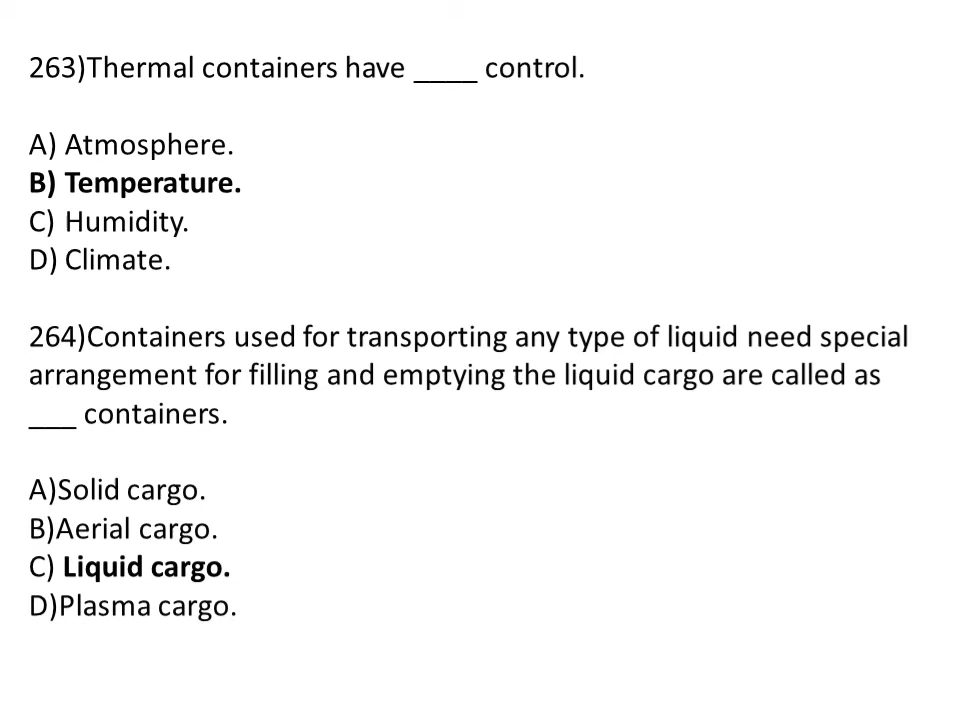 263)Thermal containers have ____ control.
A) Atmosphere.
B) Temperature.
C) Humidity.
D) Climate.
264)Containers used for transporting any type of liquid need special
arrangement for filling and emptying the liquid cargo are called as
___ containers.
A)Solid cargo.
B)Aerial cargo.
C) Liquid cargo.
D)Plasma cargo.